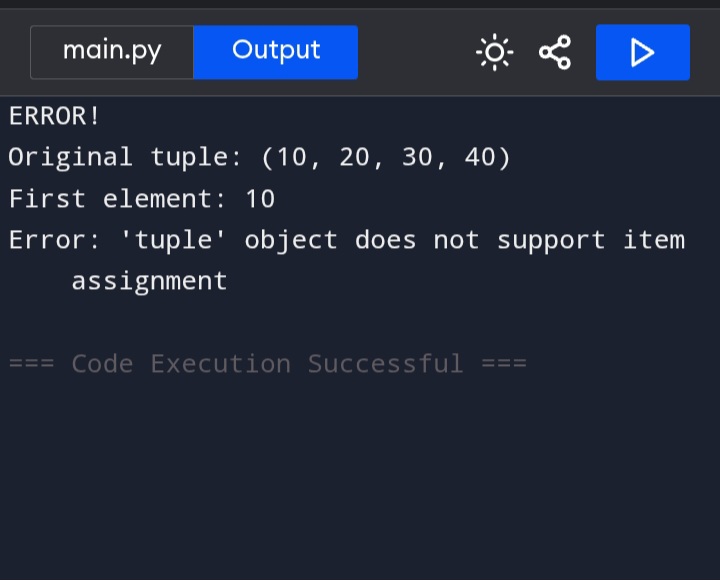 main.py Output
ERROR!
Original tuple: (10, 20, 30, 40)
First element: 10
Error: 'tuple' object does not support item
assignment
=== Code Execution Successful ===